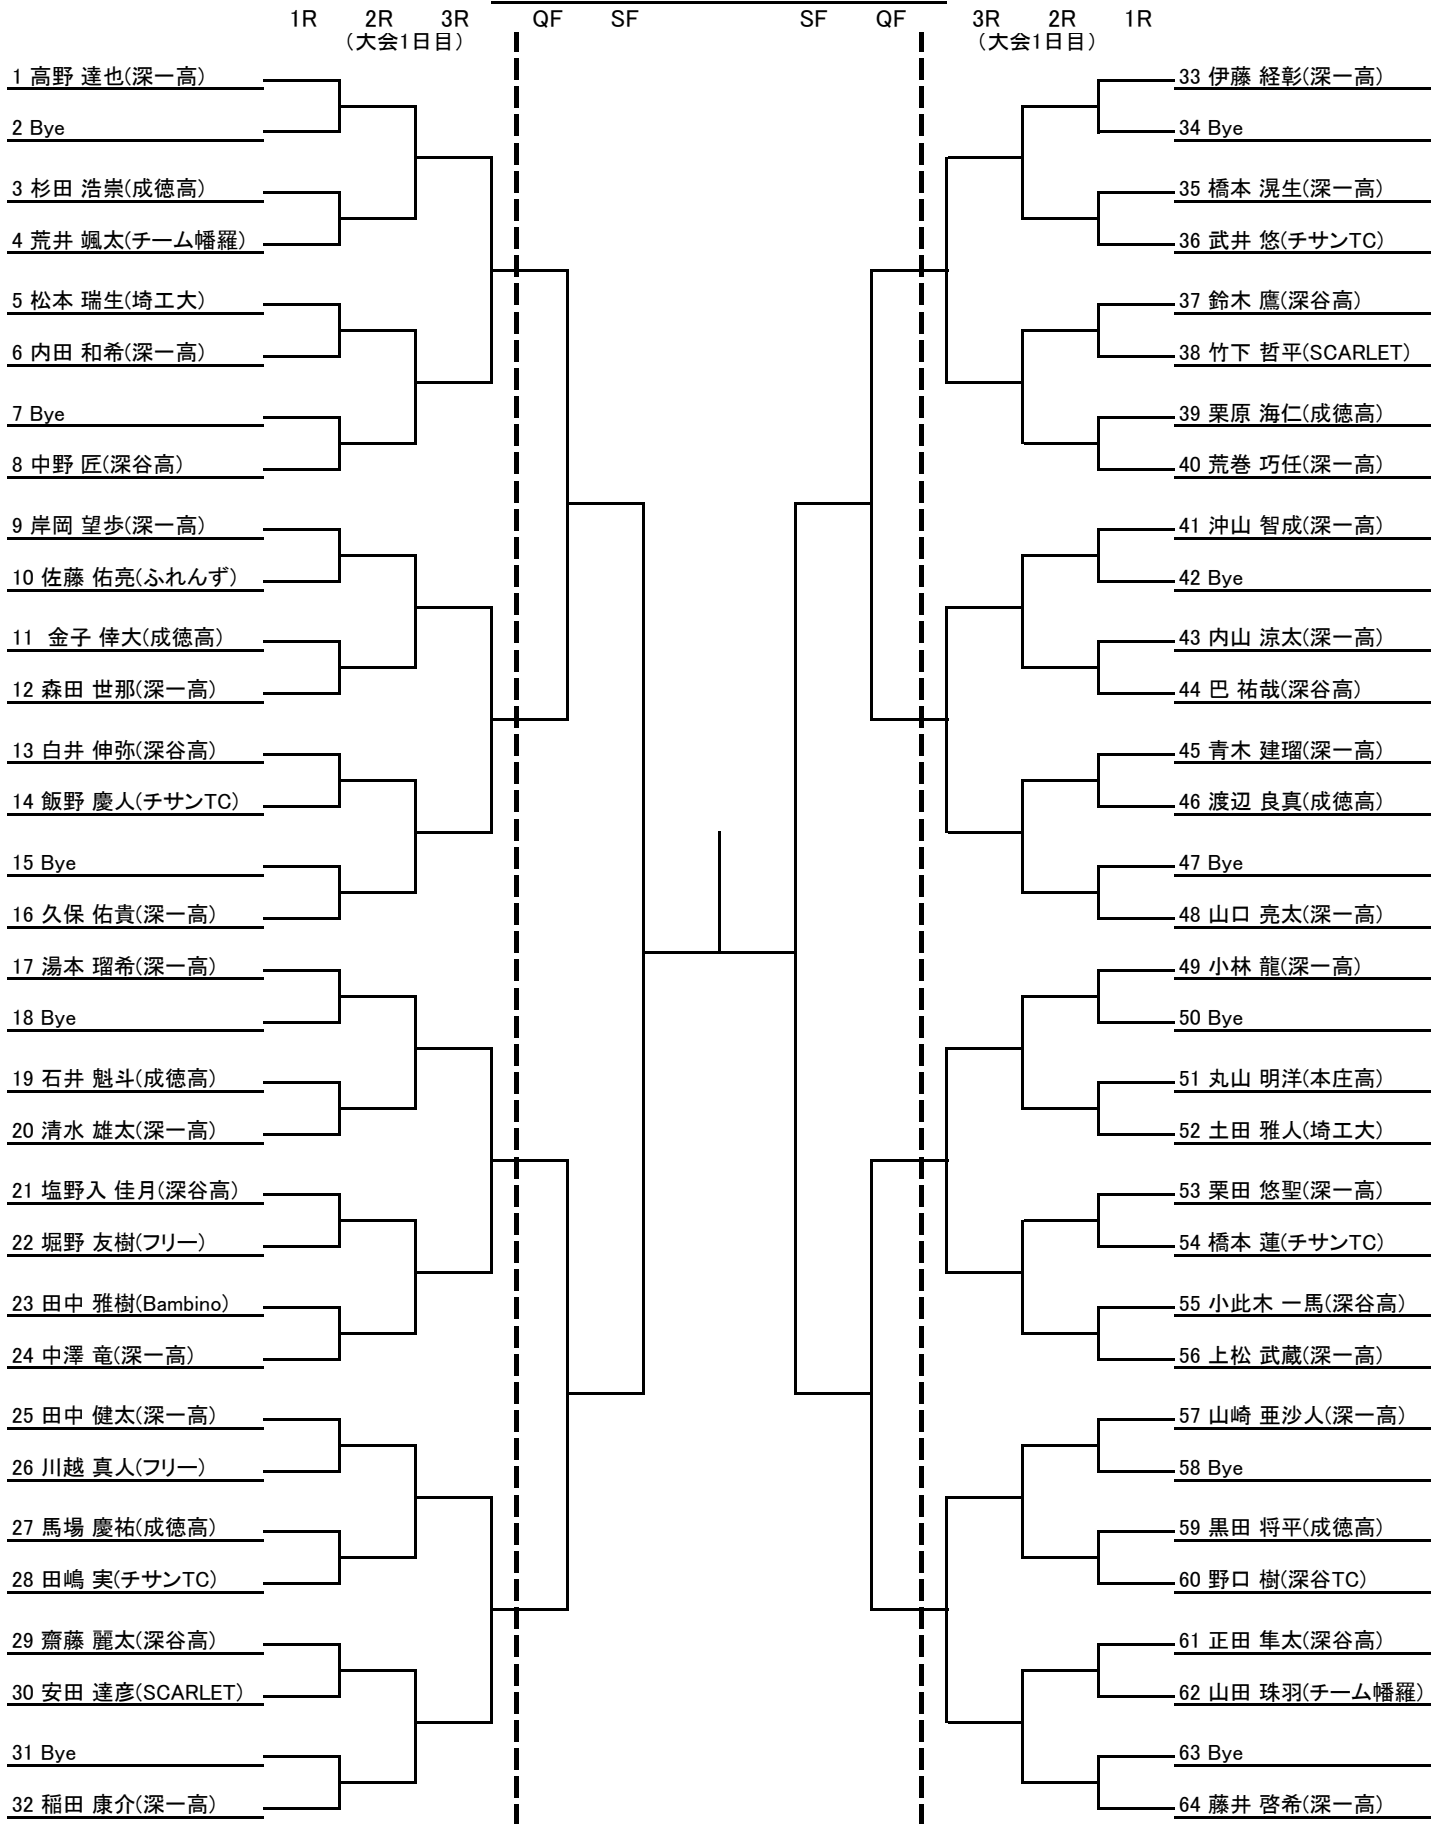 1R 2R 3R QF SF SF QF 3R 2R 1R
(大会1日目) (大会1日目)
1 高野 達也(深一高)
2 Bye
3 杉田 浩崇(成徳高)
4 荒井 颯太(チーム幡羅)
5 松本 瑞生(埼工大)
6 内田 和希(深一高)
7 Bye
8 中野 匠(深谷高)
9 岸岡 望歩(深一高)
10 佐藤 佑亮(ふれんず)
11 金子 倖大(成徳高)
12 森田 世那(深一高)
13 白井 伸弥(深谷高)
14 飯野 慶人(チサンTC)
15 Bye
16 久保 佑貴(深一高)
17 湯本 瑠希(深一高)
18 Bye
19 石井 魁斗(成徳高)
20 清水 雄太(深一高)
21 塩野入 佳月(深谷高)
22 堀野 友樹(フリー)
23 田中 雅樹(Bambino)
24 中澤 竜(深一高)
25 田中 健太(深一高)
26 川越 真人(フリー)
27 馬場 慶祐(成徳高)
28 田嶋 実(チサンTC)
29 齋藤 麗太(深谷高)
30 安田 達彦(SCARLET)
31 Bye
32 稲田 康介(深一高)
33 伊藤 経彰(深一高)
34 Bye
35 橋本 滉生(深一高)
36 武井 悠(チサンTC)
37 鈴木 鷹(深谷高)
38 竹下 哲平(SCARLET)
39 栗原 海仁(成徳高)
40 荒巻 巧任(深一高)
41 沖山 智成(深一高)
42 Bye
43 内山 涼太(深一高)
44 巴 祐哉(深谷高)
45 青木 建瑠(深一高)
46 渡辺 良真(成徳高)
47 Bye
48 山口 亮太(深一高)
49 小林 龍(深一高)
50 Bye
51 丸山 明洋(本庄高)
52 土田 雅人(埼工大)
53 栗田 悠聖(深一高)
54 橋本 蓮(チサンTC)
55 小此木 一馬(深谷高)
56 上松 武蔵(深一高)
57 山崎 亜沙人(深一高)
58 Bye
59 黒田 将平(成徳高)
60 野口 樹(深谷TC)
61 正田 隼太(深谷高)
62 山田 珠羽(チーム幡羅)
63 Bye
64 藤井 啓希(深一高)